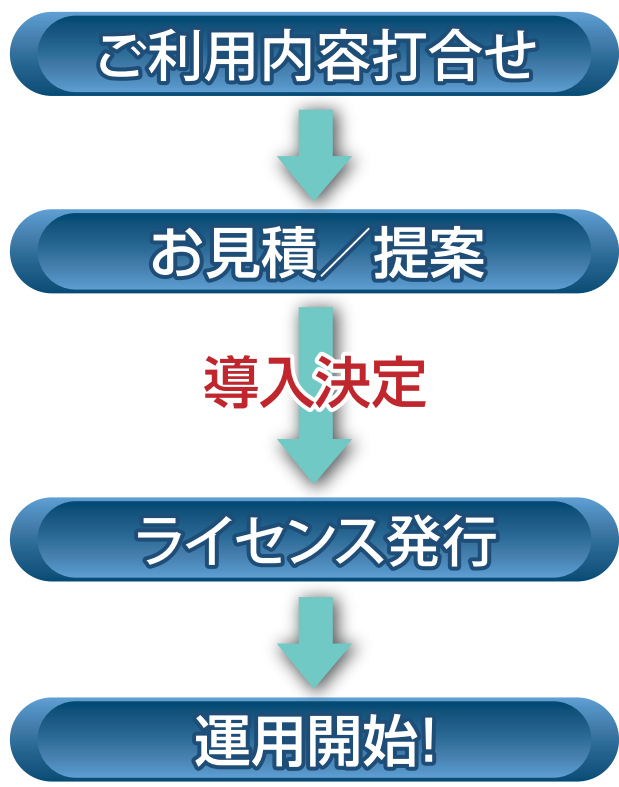 ご利用内容打合せ
お見積／提案
導入決定
ライセンス発行
運用開始!